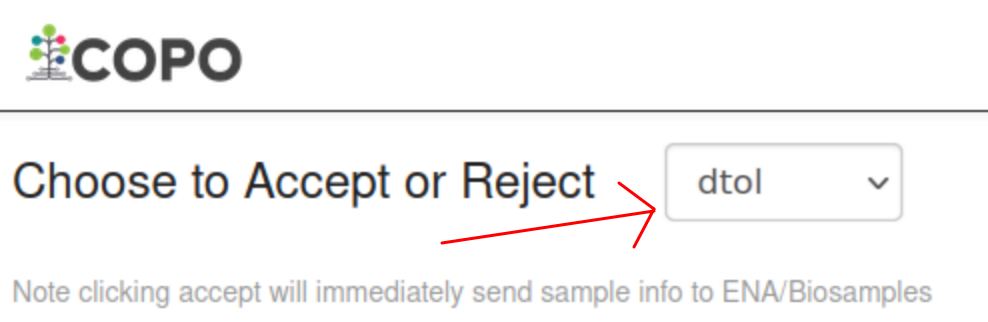 COPO
Choose to Accept or Reject dtol
Note clicking accept will immediately send sample info to ENA/Biosamples